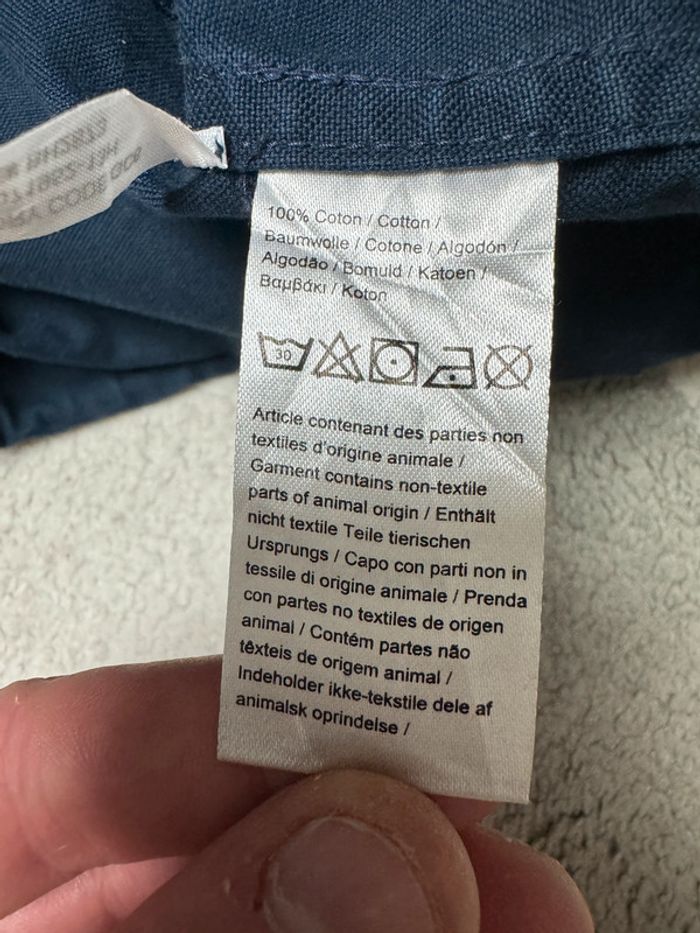 100% Coton / Cotton /
Baumwolle / Cotone / Algodón /
Algodão / Bomuld / Katoen /
Βαμβάκι / Koton
30
Article contenant des parties non
textiles d'origine animale /
Garment contains non-textile
parts of animal origin / Enthält
nicht textile Teile tierischen
Ursprungs / Capo con parti non in
tessile di origine animale / Prenda
con partes no textiles de origen
animal / Contém partes não
têxteis de origem animal /
Indeholder ikke-tekstile dele af
animalsk oprindelse /